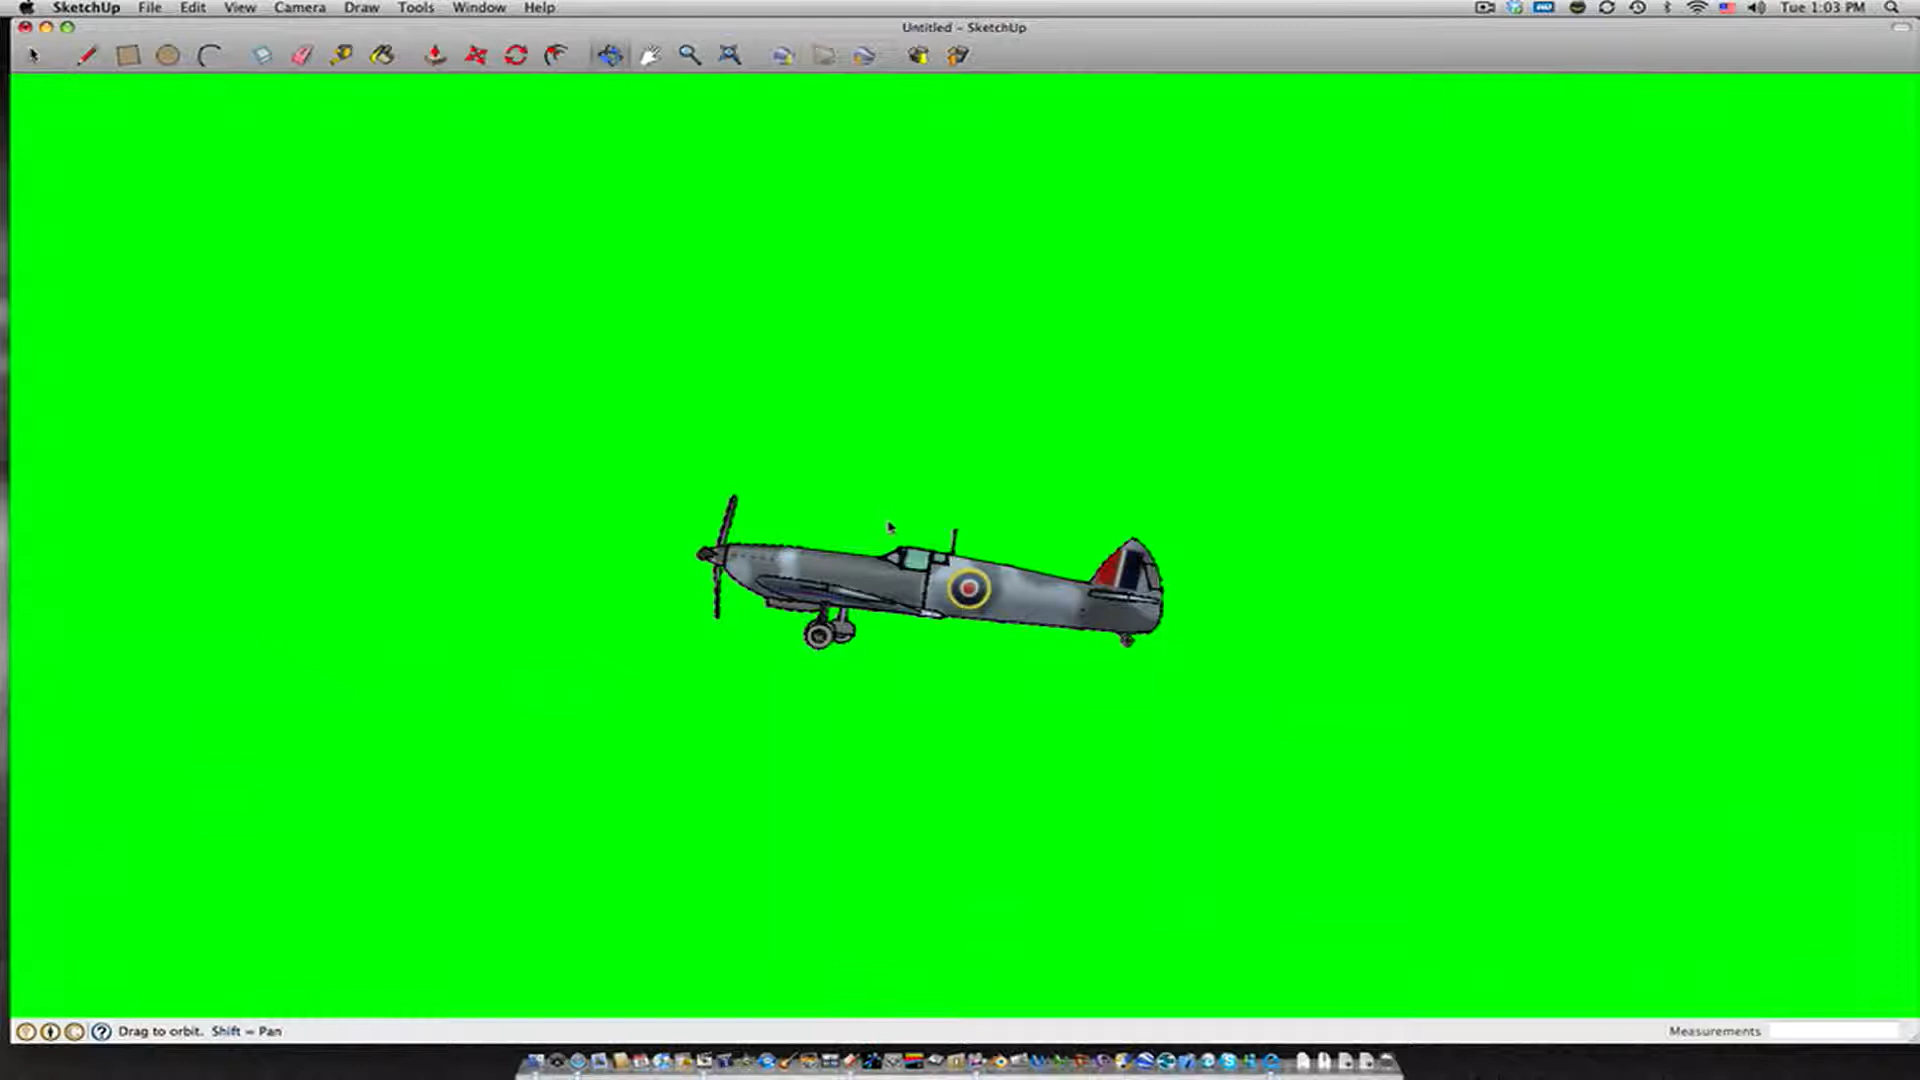 SketchUp File Edit View Camera Draw Tools Window Help Tue 1:03 PM
Untitled - SketchUp
Drag to orbit. Shift = Pan Measurements